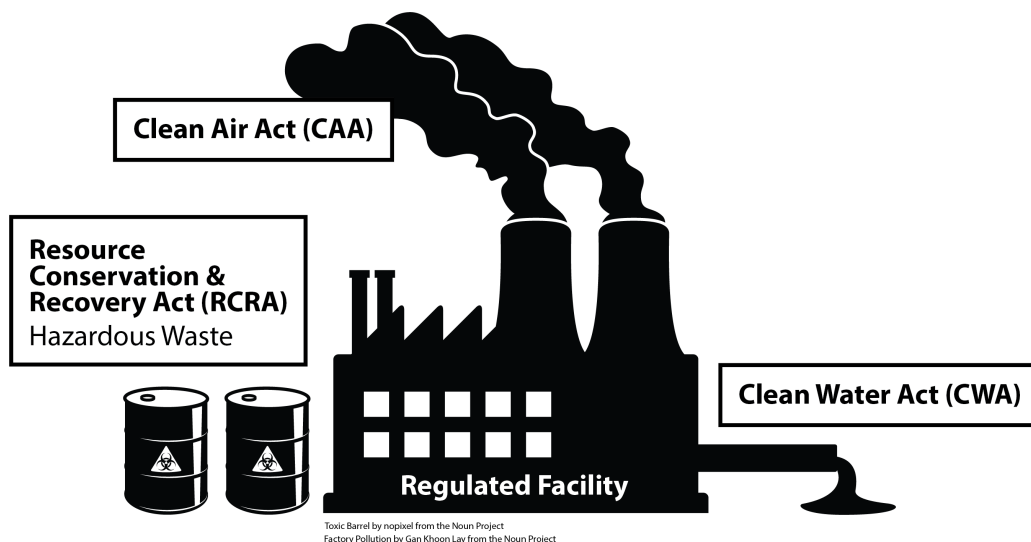 Clean Air Act (CAA)
Resource
Conservation &
Recovery Act (RCRA)
Hazardous Waste
Clean Water Act (CWA)
Regulated Facility
Toxic Barrel by nopixel from the Noun Project
Factory Pollution by Gan Khoon Lay from the Noun Project